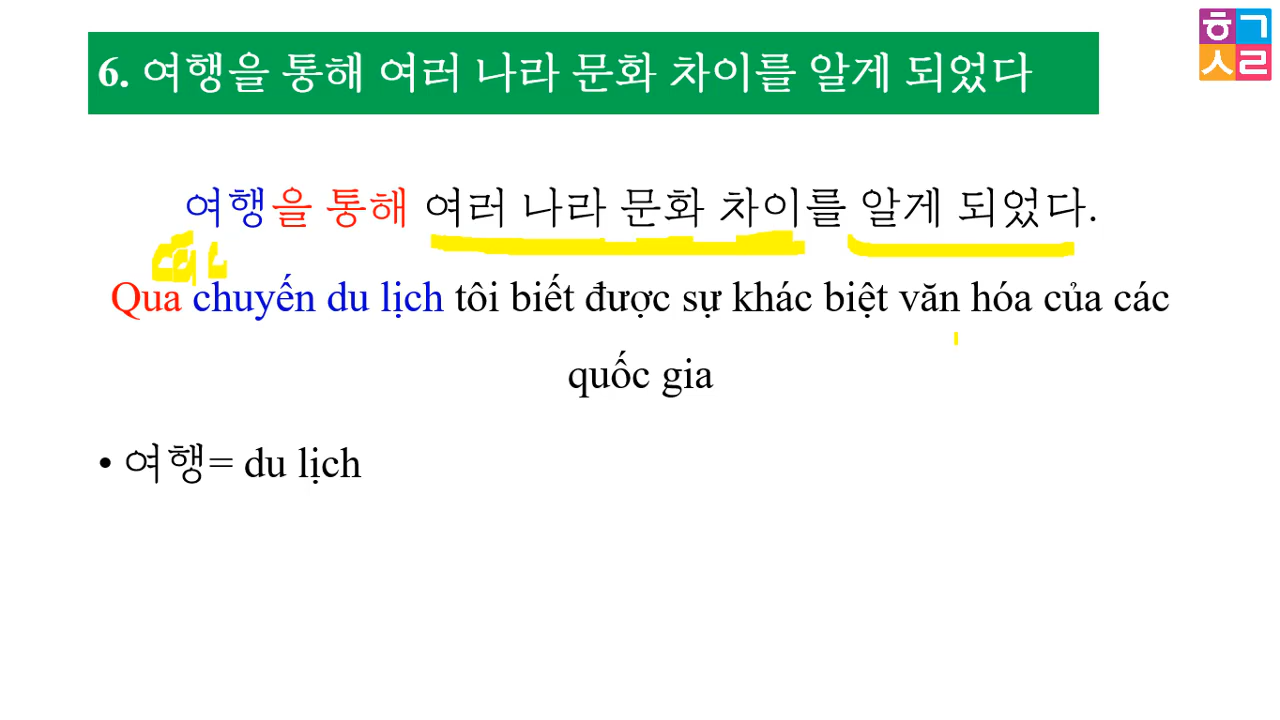 6. 여행을 통해 여러 나라 문화 차이를 알게 되었다
ㅎㄱ
ㅅㄹ
여행을 통해 여러 나라 문화 차이를 알게 되었다.
Qua chuyến du lịch tôi biết được sự khác biệt văn hóa của các
quốc gia
• 여행= du lịch